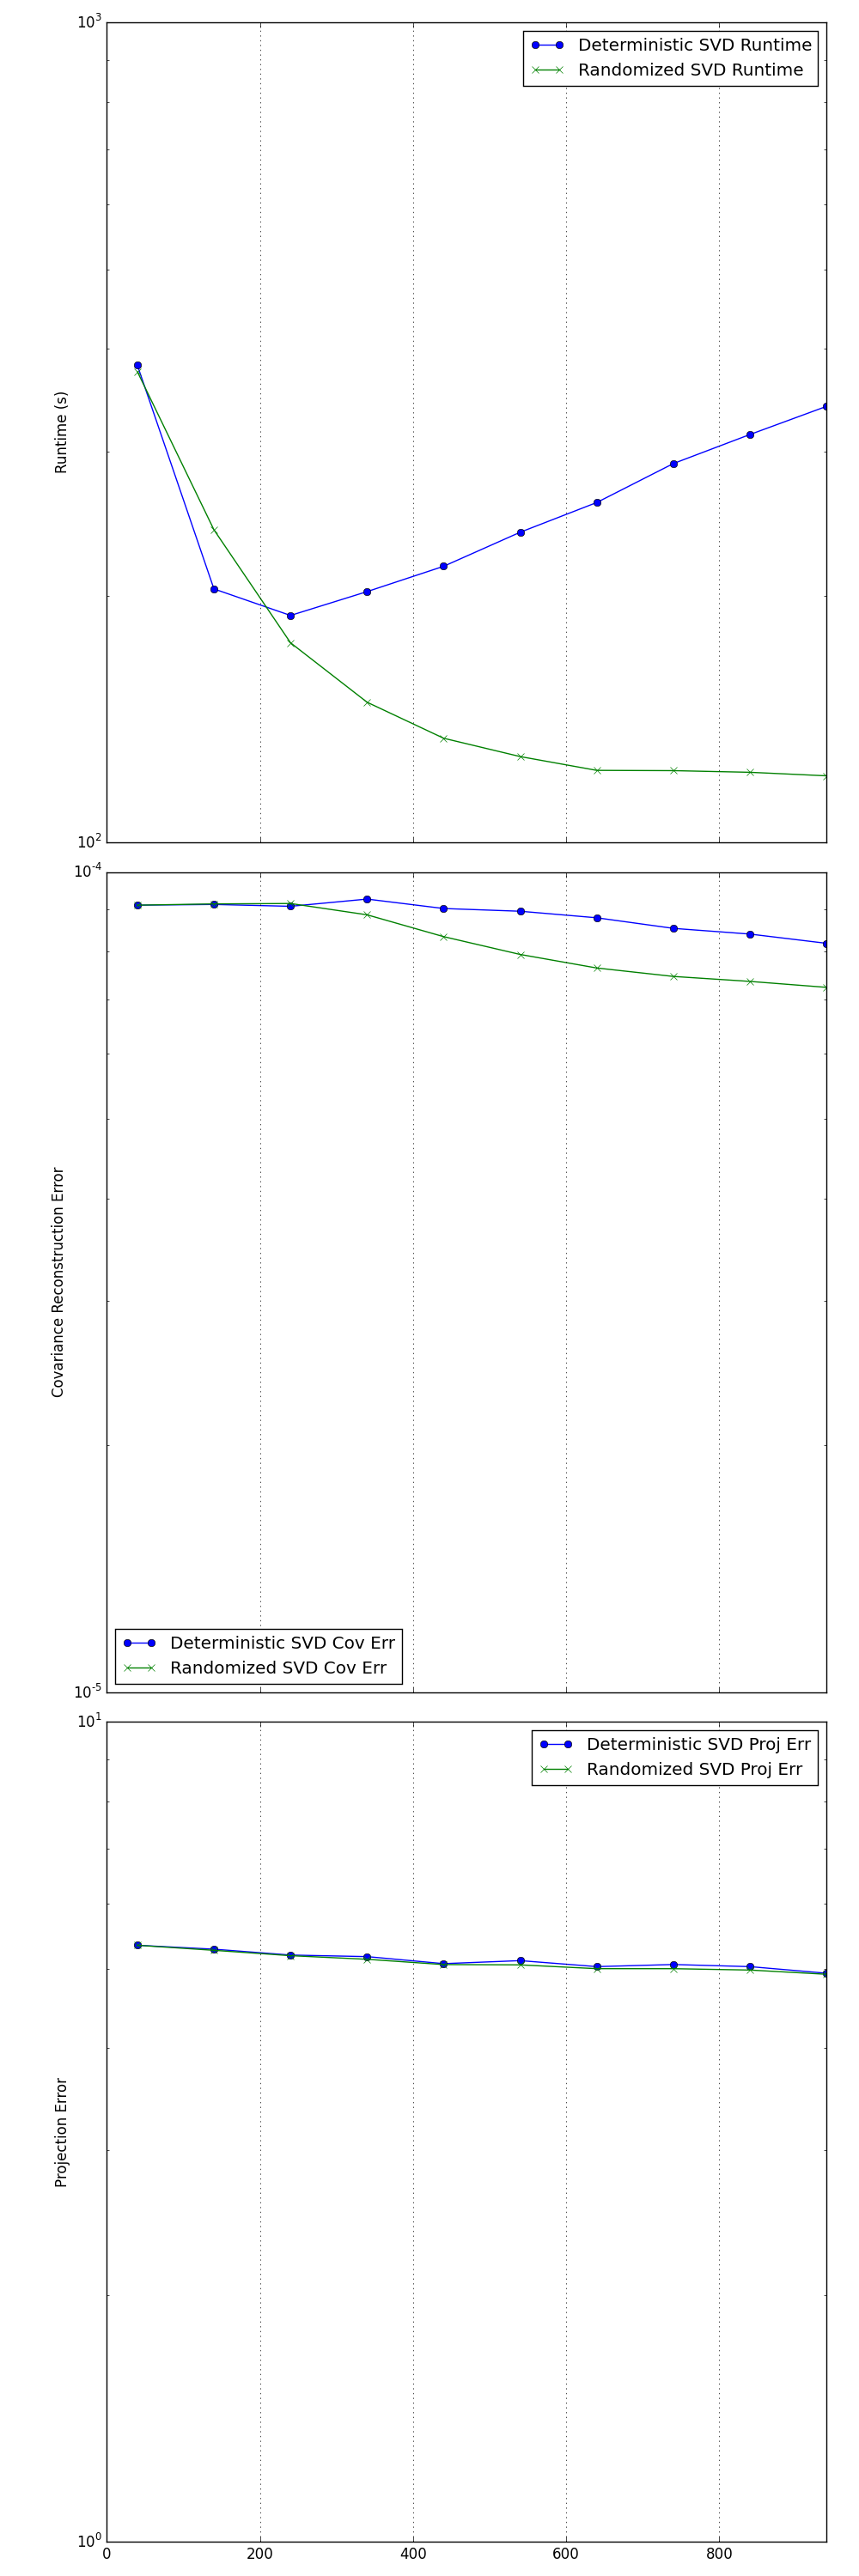 10^3
Deterministic SVD Runtime
Randomized SVD Runtime
Runtime (s)
10^2
10^-4
Covariance Reconstruction Error
Deterministic SVD Cov Err
Randomized SVD Cov Err
10^-5
10^1
Deterministic SVD Proj Err
Randomized SVD Proj Err
Projection Error
10^0
0 200 400 600 800